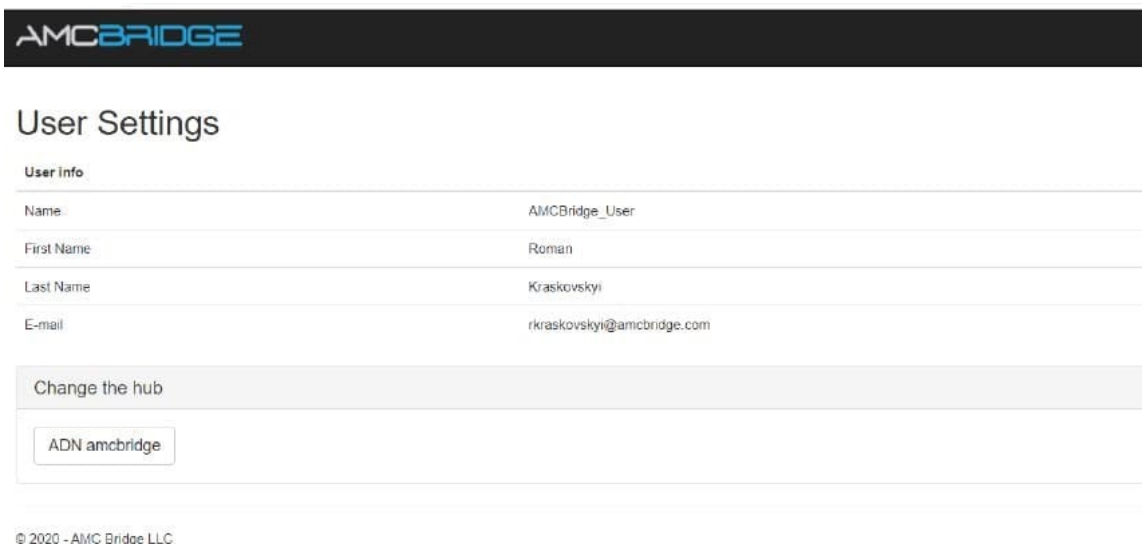 AMCBRIDGE
User Settings
User info
Name AMCBridge_User
First Name Roman
Last Name Kraskovskyi
E-mail rkraskovskyi@amcbridge.com
Change the hub
ADN amcbridge
© 2020 - AMC Bridge LLC